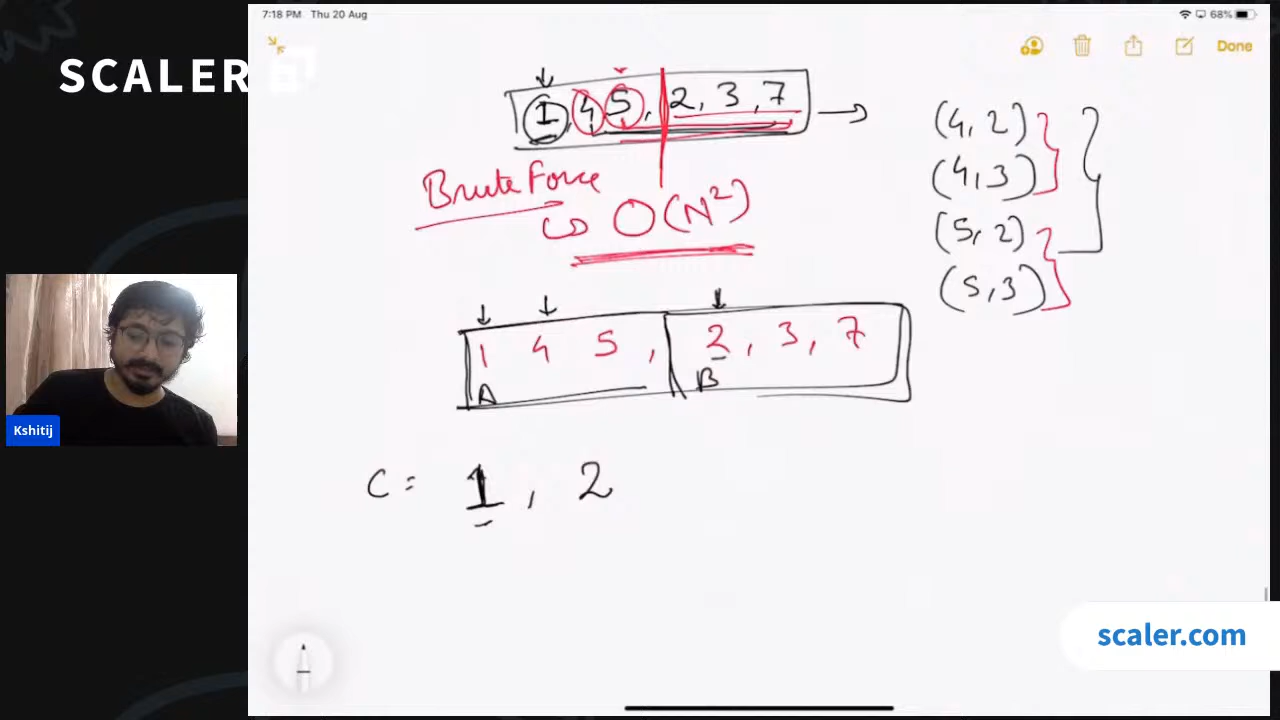 7:18 PM Thu 20 Aug
68%
Done
SCALER
1, 4 5, 2, 3, 7
(4, 2)
(4, 3)
(5, 2)
(5, 3)
Brute Force
O(N²)
1 4 5, 2, 3, 7
A B
Kshitij
C = 1, 2
scaler.com